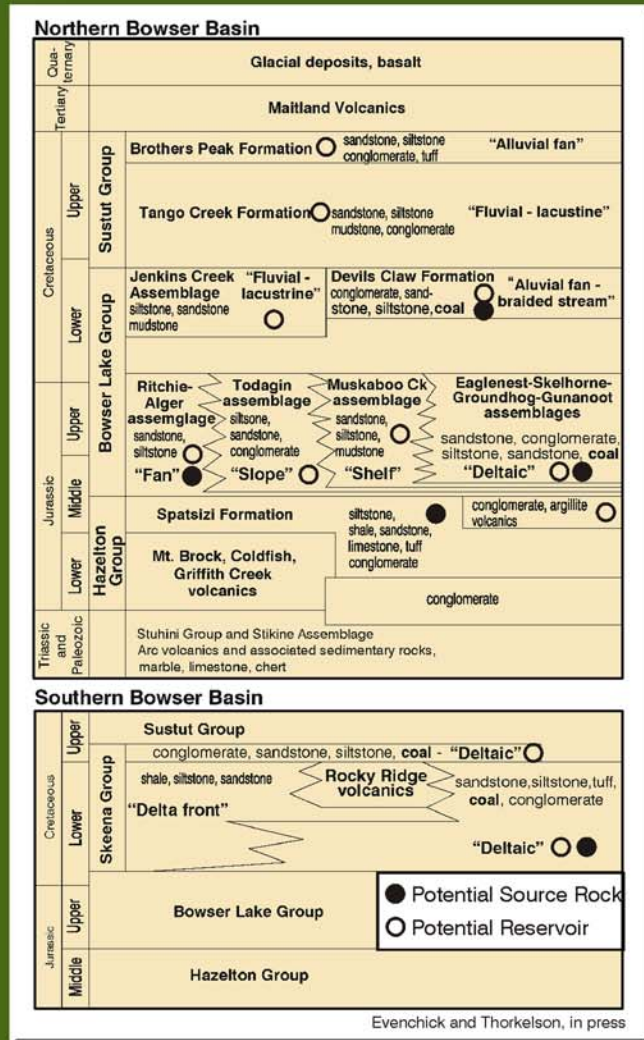 Northern Bowser Basin
Qua-
ternary
Glacial deposits, basalt
Tertiary
Maitland Volcanics
Cretaceous
Upper
Sustut Group
Brothers Peak Formation
sandstone, siltstone
conglomerate, tuff
"Alluvial fan"
Tango Creek Formation
sandstone, siltstone
mudstone, conglomerate
"Fluvial - lacustine"
Lower
Bowser Lake Group
Jenkins Creek
Assemblage
siltstone, sandstone
mudstone
"Fluvial -
lacustrine"
Devils Claw Formation
conglomerate, sand-
stone, siltstone, coal
"Aluvial fan -
braided stream"
Jurassic
Upper
Ritchie-
Alger
assemglage
sandstone,
siltstone
"Fan"
Todagin
assemblage
siltsone,
sandstone,
conglomerate
"Slope"
Muskaboo Ck
assemblage
sandstone,
siltstone,
mudstone
"Shelf"
Eaglenest-Skelhorne-
Groundhog-Gunanoot
assemblages
sandstone, conglomerate,
siltstone, sandstone, coal
"Deltaic"
Middle
Hazelton
Group
Spatsizi Formation
siltstone,
shale, sandstone,
limestone, tuff
conglomerate
conglomerate, argillite
volcanics
Lower
Mt. Brock, Coldfish,
Griffith Creek
volcanics
conglomerate
Triassic
and
Paleozoic
Stuhini Group and Stikine Assemblage
Arc volcanics and associated sedimentary rocks,
marble, limestone, chert
Southern Bowser Basin
Cretaceous
Upper
Sustut Group
conglomerate, sandstone, siltstone, coal - "Deltaic"
Lower
Skeena Group
shale, siltstone, sandstone
"Delta front"
Rocky Ridge
volcanics
sandstone,siltstone,tuff,
coal, conglomerate
"Deltaic"
Jurassic
Upper
Bowser Lake Group
Middle
Hazelton Group
Potential Source Rock
Potential Reservoir
Evenchick and Thorkelson, in press